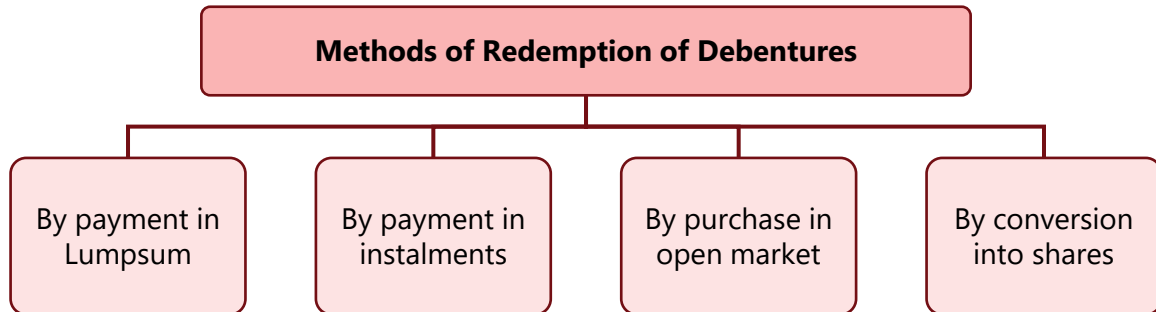 Methods of Redemption of Debentures
By payment in
Lumpsum
By payment in
instalments
By purchase in
open market
By conversion
into shares